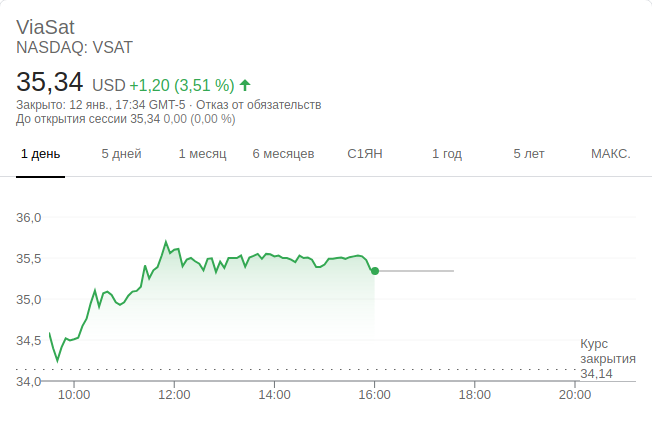 ViaSat
NASDAQ: VSAT
35,34 USD +1,20 (3,51 %)
Закрыто: 12 янв., 17:34 GMT-5 · Отказ от обязательств
До открытия сессии 35,34 0,00 (0,00 %)
1 день 5 дней 1 месяц 6 месяцев С1ЯН 1 год 5 лет МАКС.
36,0
35,5
35,0
34,5
Курс
закрытия
34,14
34,0
10:00 12:00 14:00 16:00 18:00 20:00